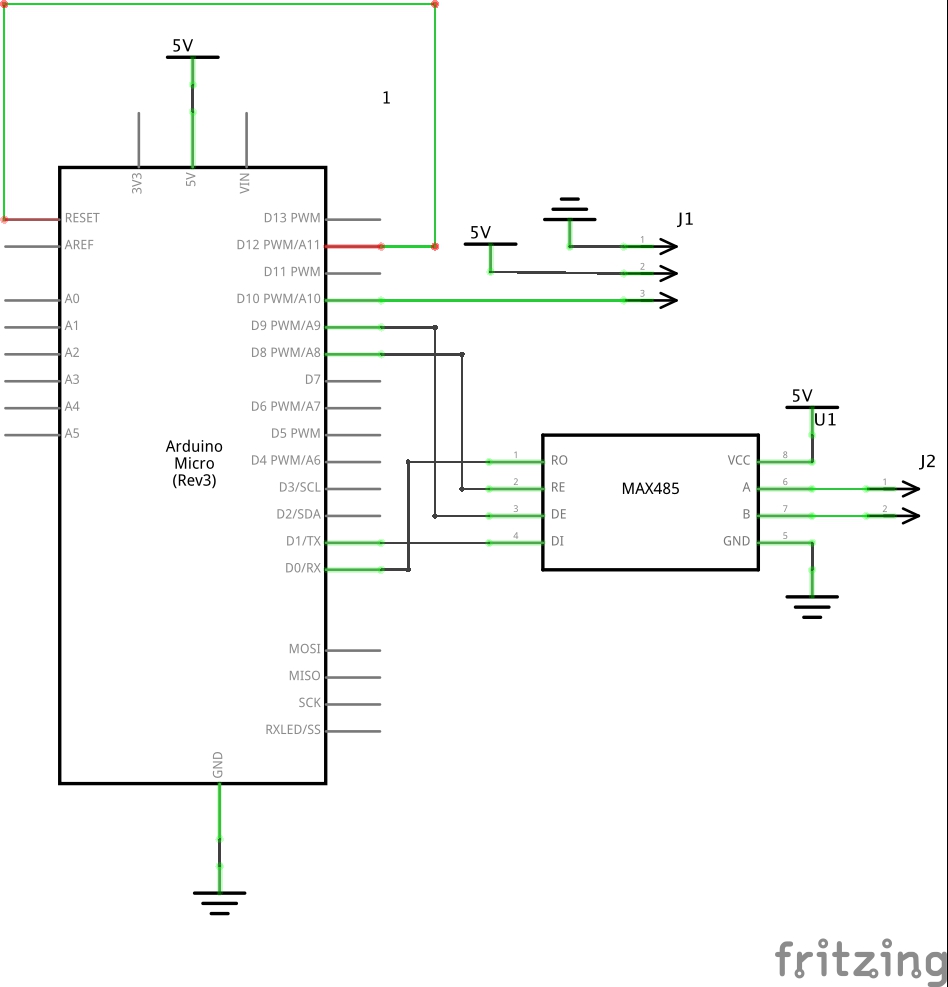 5V
1
3V3
5V
VIN
RESET
D13 PWM
J1
AREF
D12 PWM/A11
5V
1
D11 PWM
2
A0
D10 PWM/A10
3
A1
D9 PWM/A9
A2
D8 PWM/A8
A3
D7
5V
A4
D6 PWM/A7
U1
A5
D5 PWM
Arduino
Micro
(Rev3)
D4 PWM/A6
1
RO
VCC
8
J2
D3/SCL
2
RE
MAX485
A
6
1
D2/SDA
3
DE
B
7
2
D1/TX
4
DI
GND
5
D0/RX
MOSI
MISO
SCK
RXLED/SS
GND
fritzing